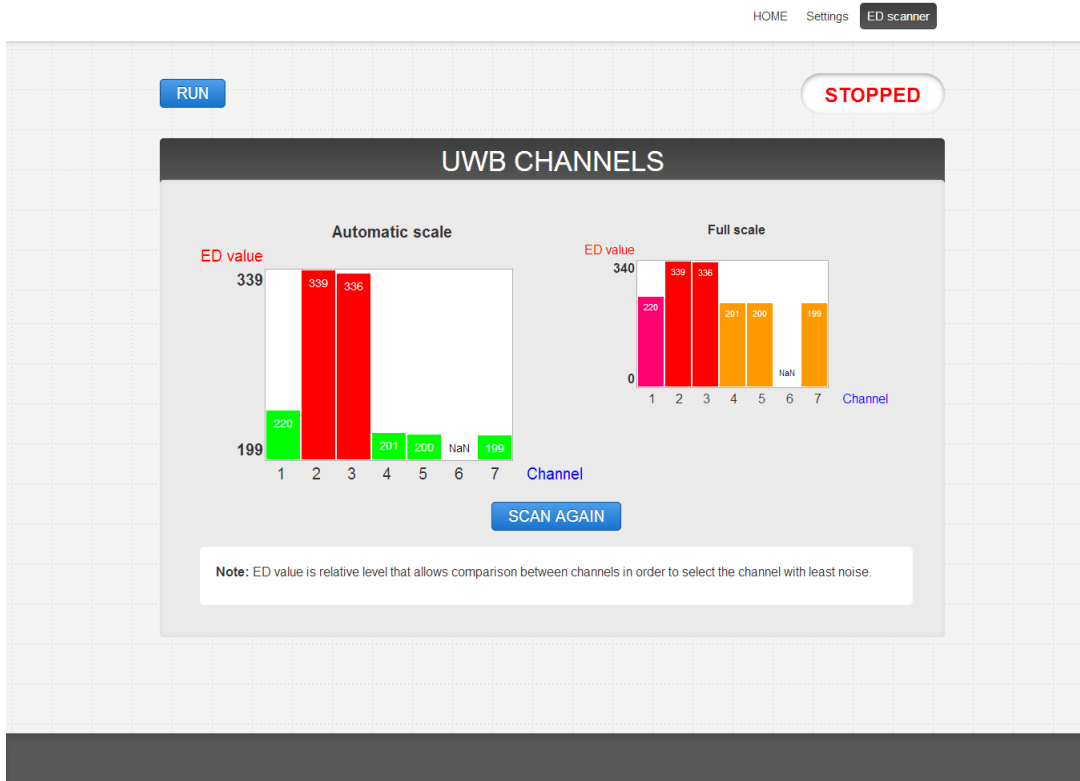 HOME Settings ED scanner
RUN
STOPPED
UWB CHANNELS
Automatic scale
ED value
339
199
220 339 336 201 200 NaN 199
1 2 3 4 5 6 7 Channel
Full scale
ED value
340
0
220 339 336 201 200 NaN 199
1 2 3 4 5 6 7 Channel
SCAN AGAIN
Note: ED value is relative level that allows comparison between channels in order to select the channel with least noise.